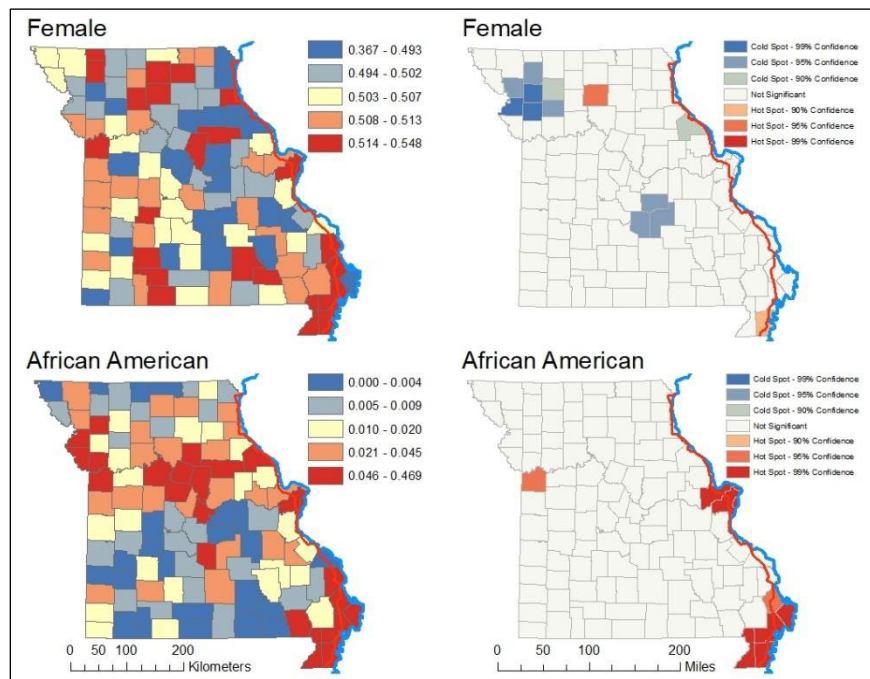 Female
0.367 - 0.493
0.494 - 0.502
0.503 - 0.507
0.508 - 0.513
0.514 - 0.548
Cold Spot - 99% Confidence
Cold Spot - 95% Confidence
Cold Spot - 90% Confidence
Not Significant
Hot Spot - 90% Confidence
Hot Spot - 95% Confidence
Hot Spot - 99% Confidence
African American
0.000 - 0.004
0.005 - 0.009
0.010 - 0.020
0.021 - 0.045
0.046 - 0.469
0 50 100 200
Kilometers
African American
Cold Spot - 99% Confidence
Cold Spot - 95% Confidence
Cold Spot - 90% Confidence
Not Significant
Hot Spot - 90% Confidence
Hot Spot - 95% Confidence
Hot Spot - 99% Confidence
0 50 100 200
Miles